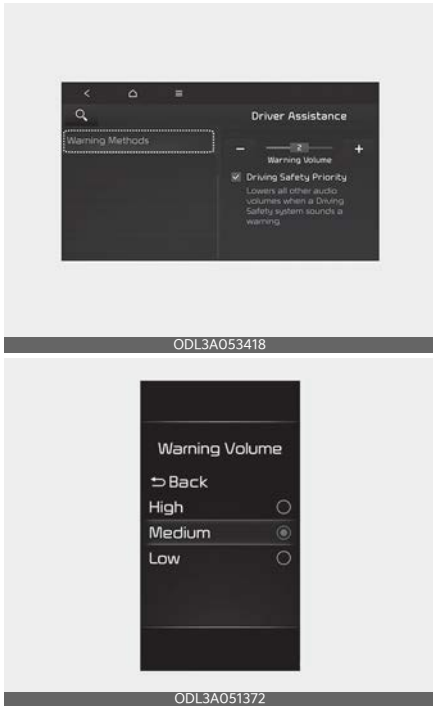 Driver Assistance
Warning Methods
− 2 +
Warning Volume
Driving Safety Priority
Lowers all other audio
volumes when a Driving
Safety system sounds a
warning.
ODL3A053418
Warning Volume
Back
High
Medium
Low
ODL3A051372